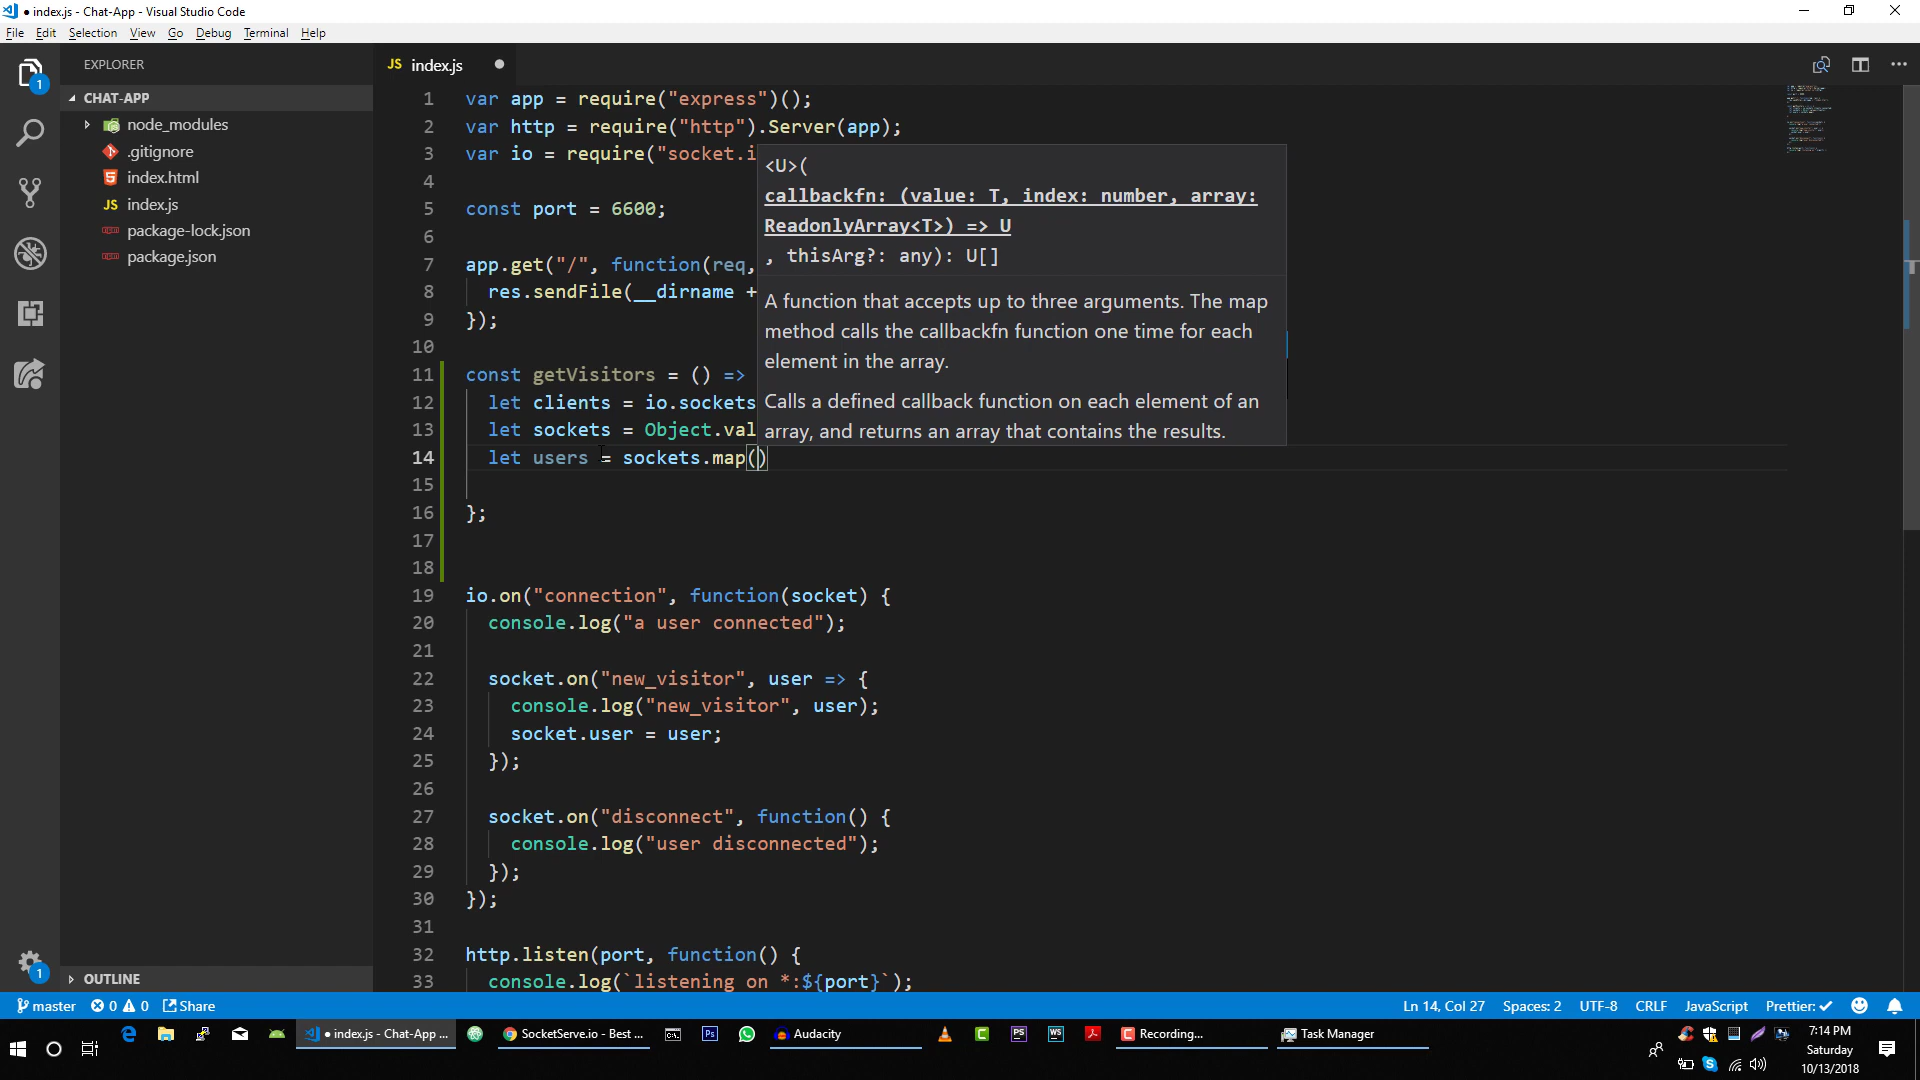 index.js - Chat-App - Visual Studio Code
File Edit Selection View Go Debug Terminal Help
EXPLORER
CHAT-APP
node_modules
.gitignore
index.html
JS index.js
package-lock.json
package.json
OUTLINE
1
1
JS index.js
1 var app = require("express")();
2 var http = require("http").Server(app);
3 var io = require("socket.i
4
5 const port = 6600;
6
7 app.get("/", function(req,
8 res.sendFile(__dirname +
9 });
10
11 const getVisitors = () =>
12 let clients = io.sockets
13 let sockets = Object.val
14 let users = sockets.map()
15
16 };
17
18
19 io.on("connection", function(socket) {
20 console.log("a user connected");
21
22 socket.on("new_visitor", user => {
23 console.log("new_visitor", user);
24 socket.user = user;
25 });
26
27 socket.on("disconnect", function() {
28 console.log("user disconnected");
29 });
30 });
31
32 http.listen(port, function() {
33 console.log(`listening on *:${port}`);
<U>(
callbackfn: (value: T, index: number, array:
ReadonlyArray<T>) => U
, thisArg?: any): U[]
A function that accepts up to three arguments. The map
method calls the callbackfn function one time for each
element in the array.
Calls a defined callback function on each element of an
array, and returns an array that contains the results.
master 0 0 Share
Ln 14, Col 27 Spaces: 2 UTF-8 CRLF JavaScript Prettier: ✓
index.js - Chat-App ...
SocketServe.io - Best ...
Ps
Audacity
PS
WS
Recording...
Task Manager
7:14 PM
Saturday
10/13/2018